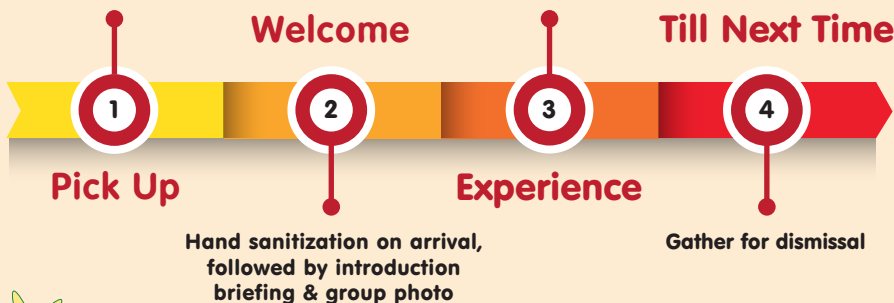 Welcome
Till Next Time
1
2
3
4
Pick Up
Experience
Hand sanitization on arrival,
followed by introduction
briefing & group photo
Gather for dismissal